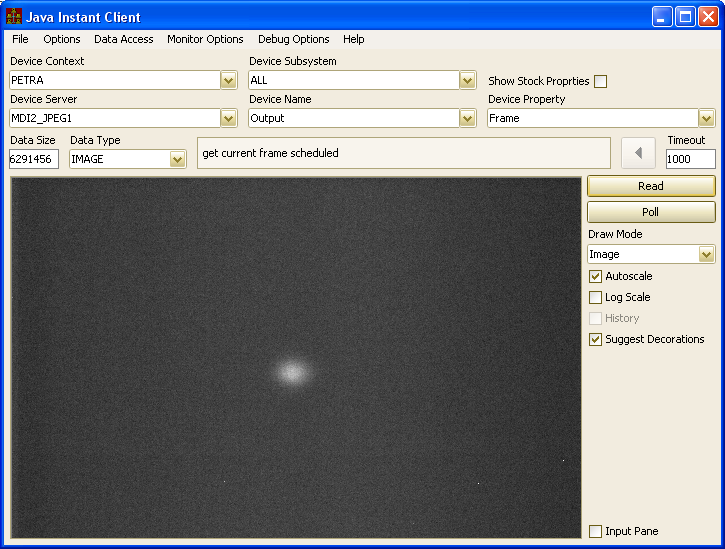 Java Instant Client
File Options Data Access Monitor Options Debug Options Help
Device Context Device Subsystem
PETRA ALL Show Stock Proprties
Device Server Device Name Device Property
MDI2_JPEG1 Output Frame
Data Size Data Type Timeout
6291456 IMAGE get current frame scheduled 1000
Read
Poll
Draw Mode
Image
Autoscale
Log Scale
History
Suggest Decorations
Input Pane